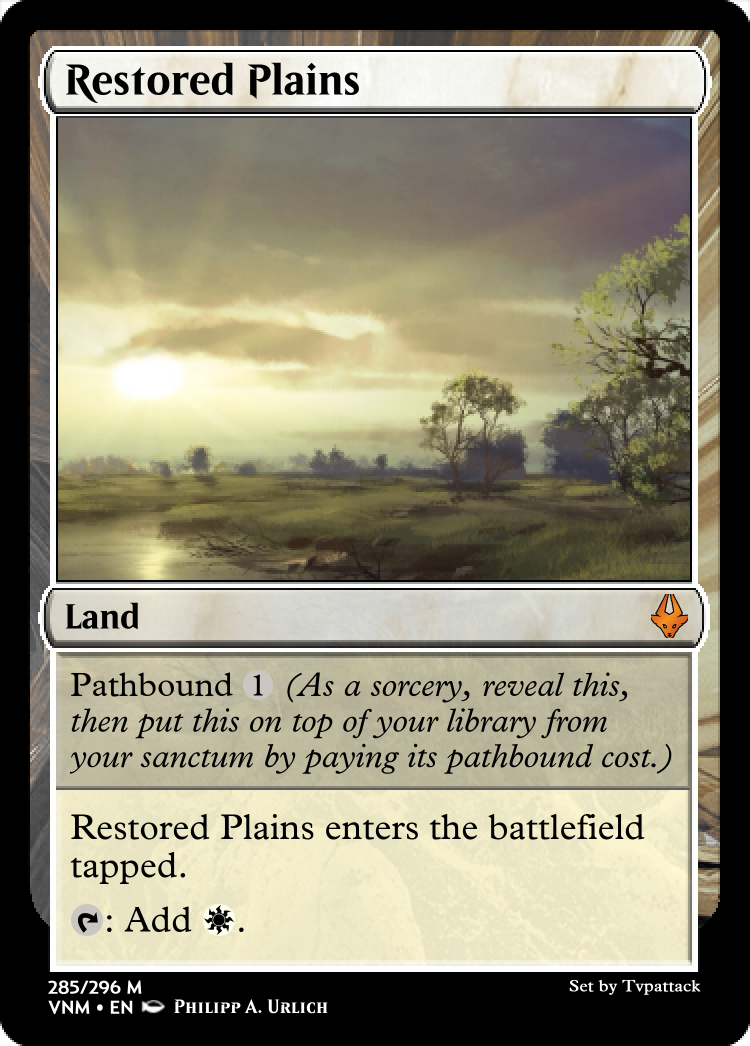 Restored Plains
Land
Pathbound 1 (As a sorcery, reveal this,
then put this on top of your library from
your sanctum by paying its pathbound cost.)
Restored Plains enters the battlefield
tapped.
: Add .
285/296 M
Set by Tvpattack
VNM • EN Philipp A. Urlich